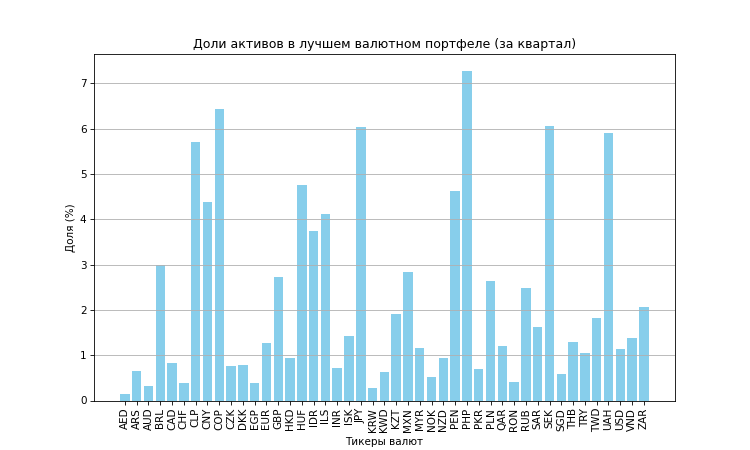 Доли активов в лучшем валютном портфеле (за квартал)
Доля (%)
7
6
5
4
3
2
1
0
AED
ARS
AUD
BRL
CAD
CHF
CLP
CNY
COP
CZK
DKK
EGP
EUR
GBP
HKD
HUF
IDR
ILS
INR
ISK
JPY
KRW
KWD
KZT
MXN
MYR
NOK
NZD
PEN
PHP
PKR
PLN
QAR
RON
RUB
SAR
SEK
SGD
THB
TRY
TWD
UAH
USD
VND
ZAR
Тикеры валют